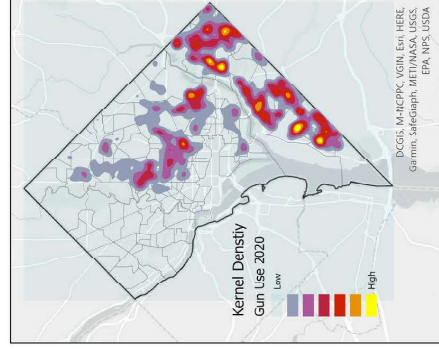 Kernel Denstiy
Gun Use 2020
Low
High
DCGIS, M-NCPPC, VGIN, Esri, HERE,
Garmin, SafeGraph, METI/NASA, USGS,
EPA, NPS, USDA